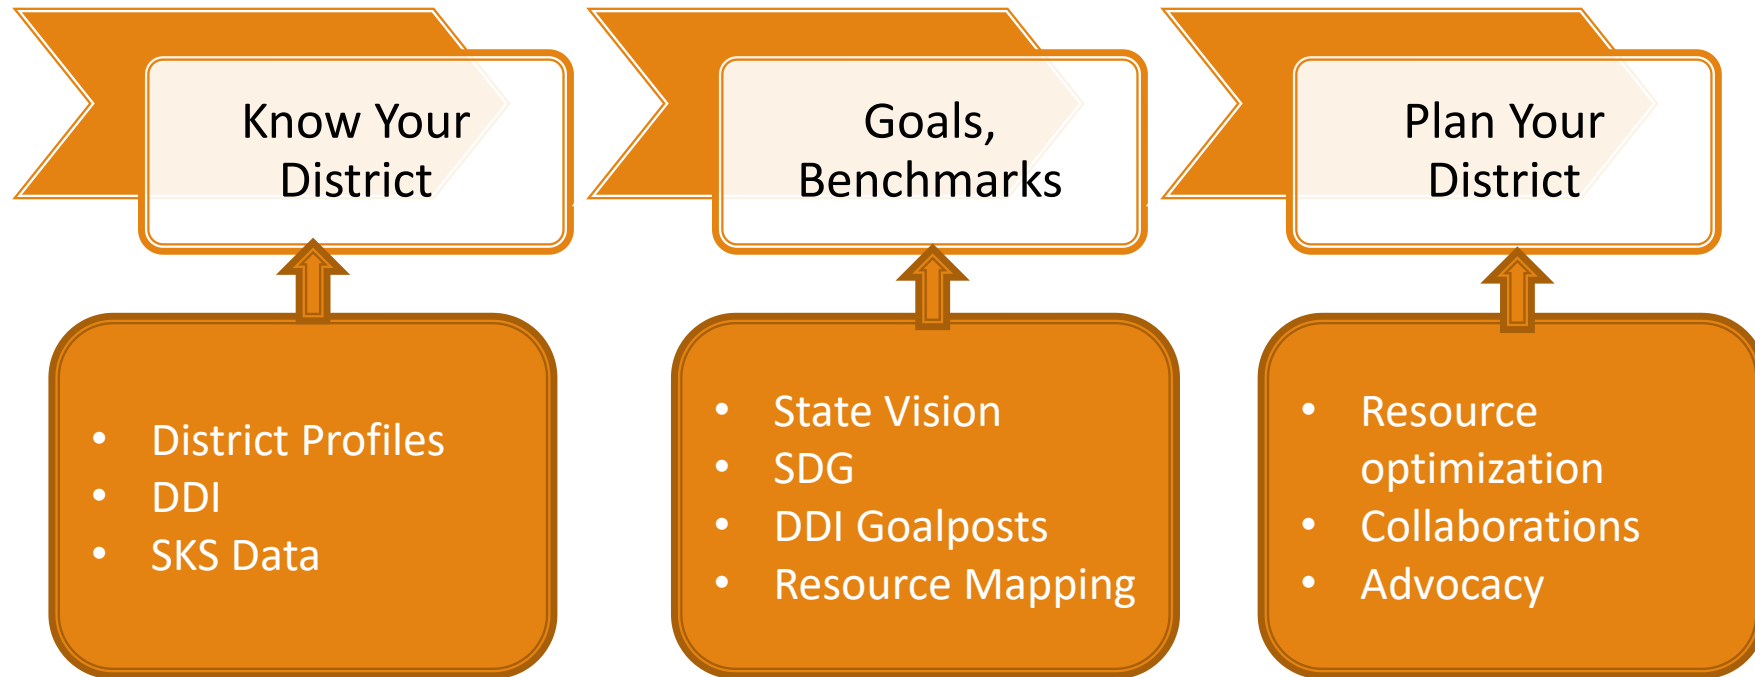 Know Your
District
Goals,
Benchmarks
Plan Your
District
• District Profiles
• DDI
• SKS Data
• State Vision
• SDG
• DDI Goalposts
• Resource Mapping
• Resource
optimization
• Collaborations
• Advocacy